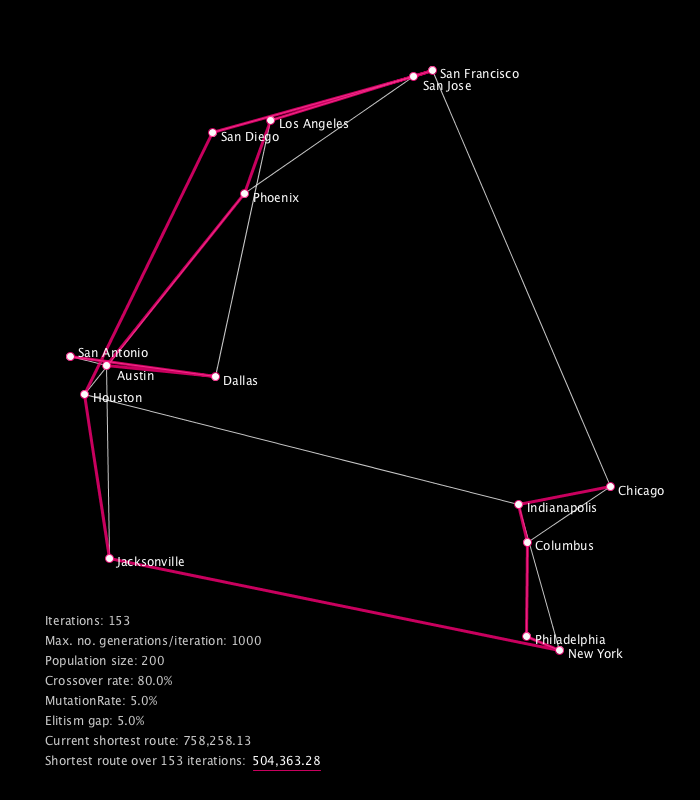 San Francisco
San Jose
Los Angeles
San Diego
Phoenix
San Antonio
Austin
Dallas
Houston
Chicago
Indianapolis
Columbus
Jacksonville
Philadelphia
New York
Iterations: 153
Max. no. generations/iteration: 1000
Population size: 200
Crossover rate: 80.0%
MutationRate: 5.0%
Elitism gap: 5.0%
Current shortest route: 758,258.13
Shortest route over 153 iterations: 504,363.28